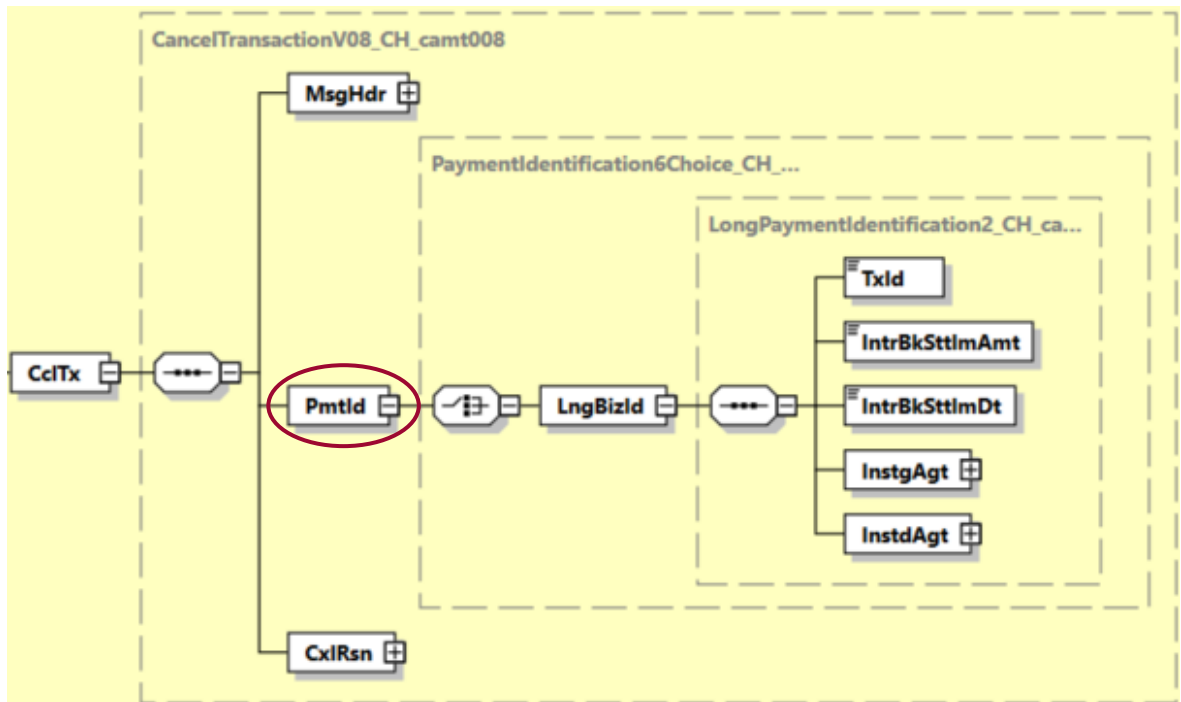 CancelTransactionV08_CH_camt008
MsgHdr
PaymentIdentification6Choice_CH_...
LongPaymentIdentification2_CH_ca...
TxId
IntrBkSttlmAmt
CclTx
PmtId
LngBizId
IntrBkSttlmDt
InstgAgt
InstdAgt
CxlRsn